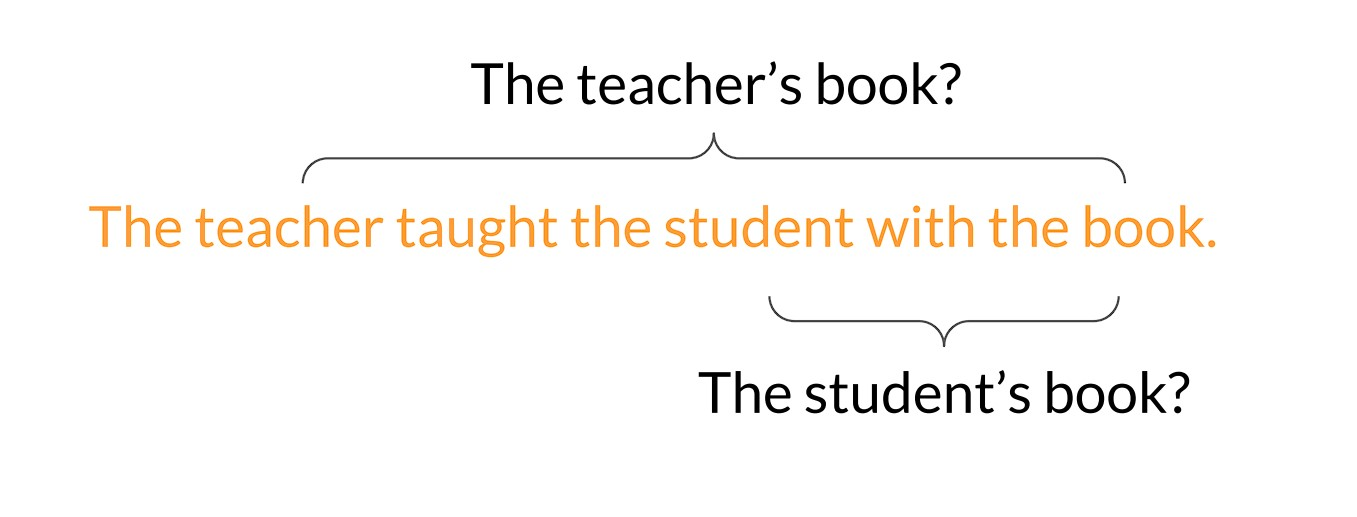 The teacher’s book?
The teacher taught the student with the book.
The student’s book?